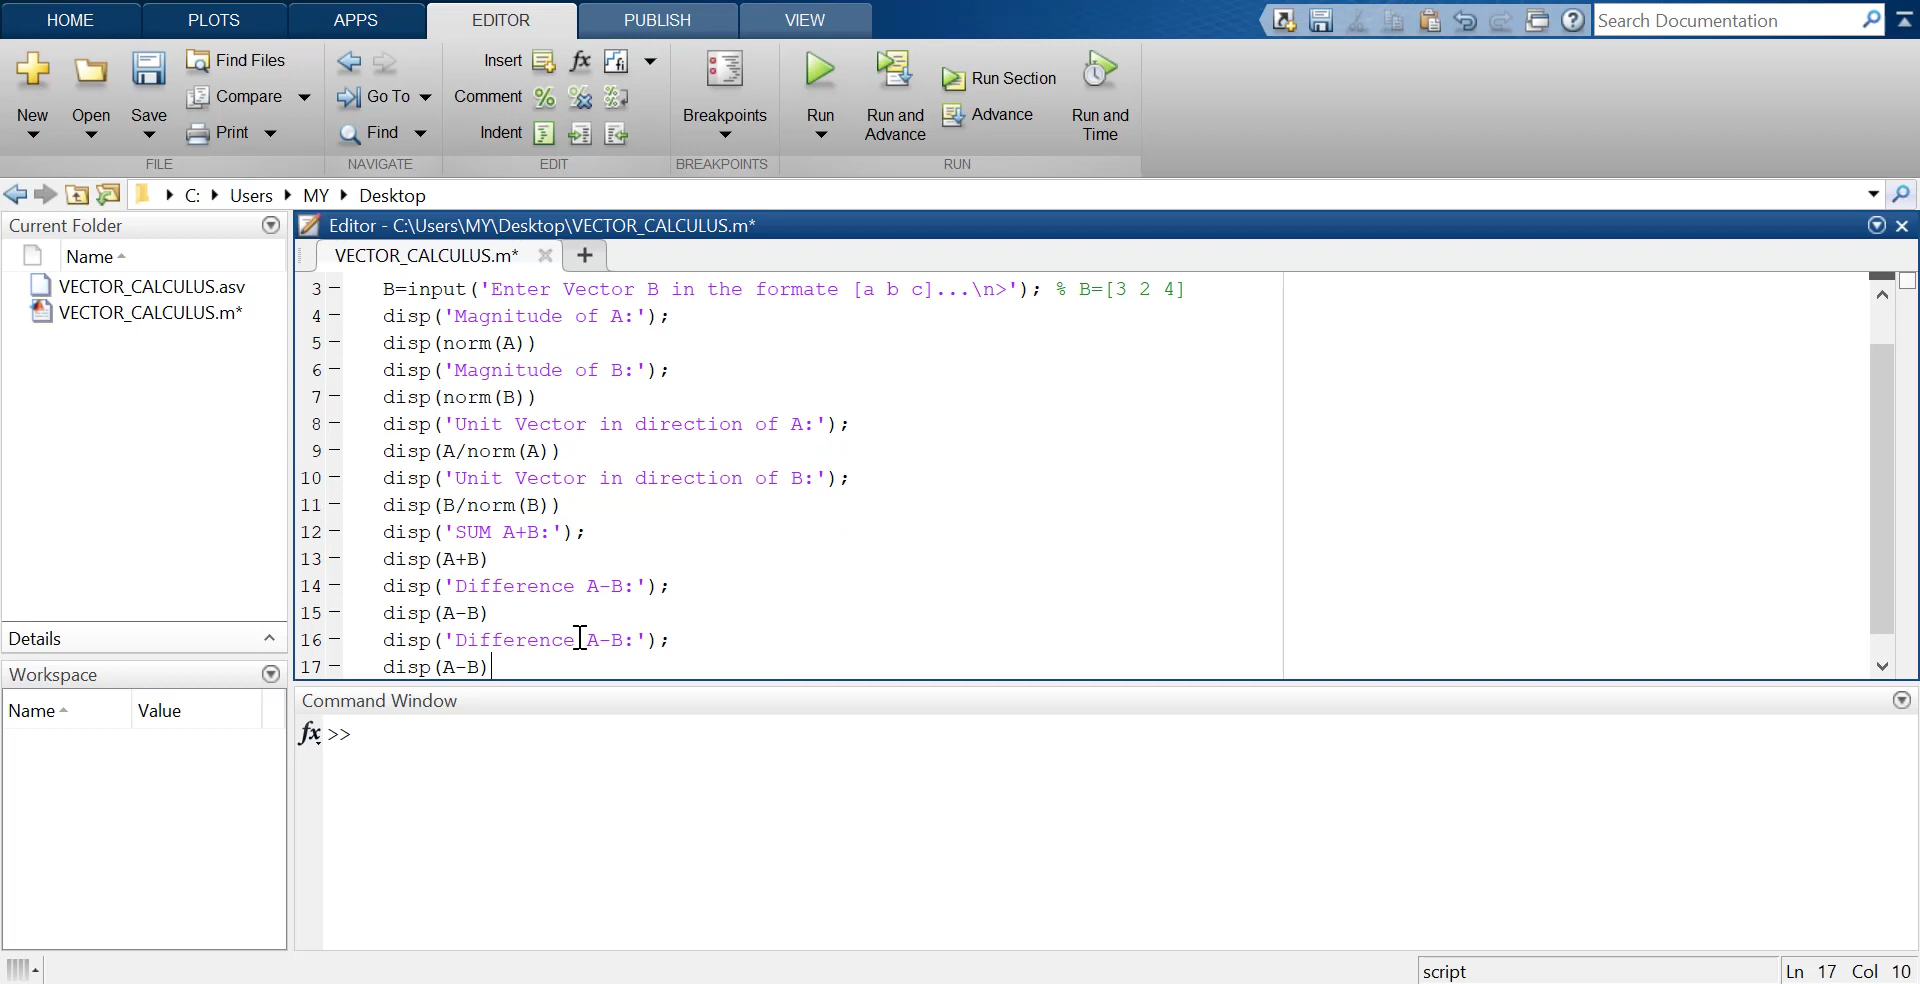 HOME PLOTS APPS EDITOR PUBLISH VIEW Search Documentation
New Open Save Find Files Compare Print
FILE
Go To Find
NAVIGATE
Insert fx fi
Comment % % %
Indent
EDIT
Breakpoints
BREAKPOINTS
Run Run and Advance Run Section Advance Run and Time
RUN
C: Users MY Desktop
Current Folder
Name
VECTOR_CALCULUS.asv
VECTOR_CALCULUS.m*
Details
Workspace
Name Value
Editor - C:\Users\MY\Desktop\VECTOR_CALCULUS.m*
VECTOR_CALCULUS.m* +
3 - B=input('Enter Vector B in the formate [a b c]...\n>'); % B=[3 2 4]
4 - disp('Magnitude of A:');
5 - disp(norm(A))
6 - disp('Magnitude of B:');
7 - disp(norm(B))
8 - disp('Unit Vector in direction of A:');
9 - disp(A/norm(A))
10 - disp('Unit Vector in direction of B:');
11 - disp(B/norm(B))
12 - disp('SUM A+B:');
13 - disp(A+B)
14 - disp('Difference A-B:');
15 - disp(A-B)
16 - disp('Difference A-B:');
17 - disp(A-B)
Command Window
fx >>
script Ln 17 Col 10